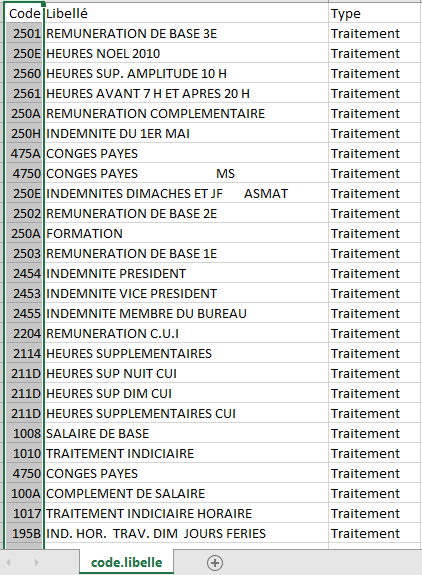 Code Libellé Type
2501 REMUNERATION DE BASE 3E Traitement
250E HEURES NOEL 2010 Traitement
2560 HEURES SUP. AMPLITUDE 10 H Traitement
2561 HEURES AVANT 7 H ET APRES 20 H Traitement
250A REMUNERATION COMPLEMENTAIRE Traitement
250H INDEMNITE DU 1ER MAI Traitement
475A CONGES PAYES Traitement
4750 CONGES PAYES MS Traitement
250E INDEMNITES DIMACHES ET JF ASMAT Traitement
2502 REMUNERATION DE BASE 2E Traitement
250A FORMATION Traitement
2503 REMUNERATION DE BASE 1E Traitement
2454 INDEMNITE PRESIDENT Traitement
2453 INDEMNITE VICE PRESIDENT Traitement
2455 INDEMNITE MEMBRE DU BUREAU Traitement
2204 REMUNERATION C.U.I Traitement
2114 HEURES SUPPLEMENTAIRES Traitement
211D HEURES SUP NUIT CUI Traitement
211D HEURES SUP DIM CUI Traitement
211D HEURES SUPPLEMENTAIRES CUI Traitement
1008 SALAIRE DE BASE Traitement
1010 TRAITEMENT INDICIAIRE Traitement
4750 CONGES PAYES Traitement
100A COMPLEMENT DE SALAIRE Traitement
1017 TRAITEMENT INDICIAIRE HORAIRE Traitement
195B IND. HOR. TRAV. DIM JOURS FERIES Traitement
code.libelle